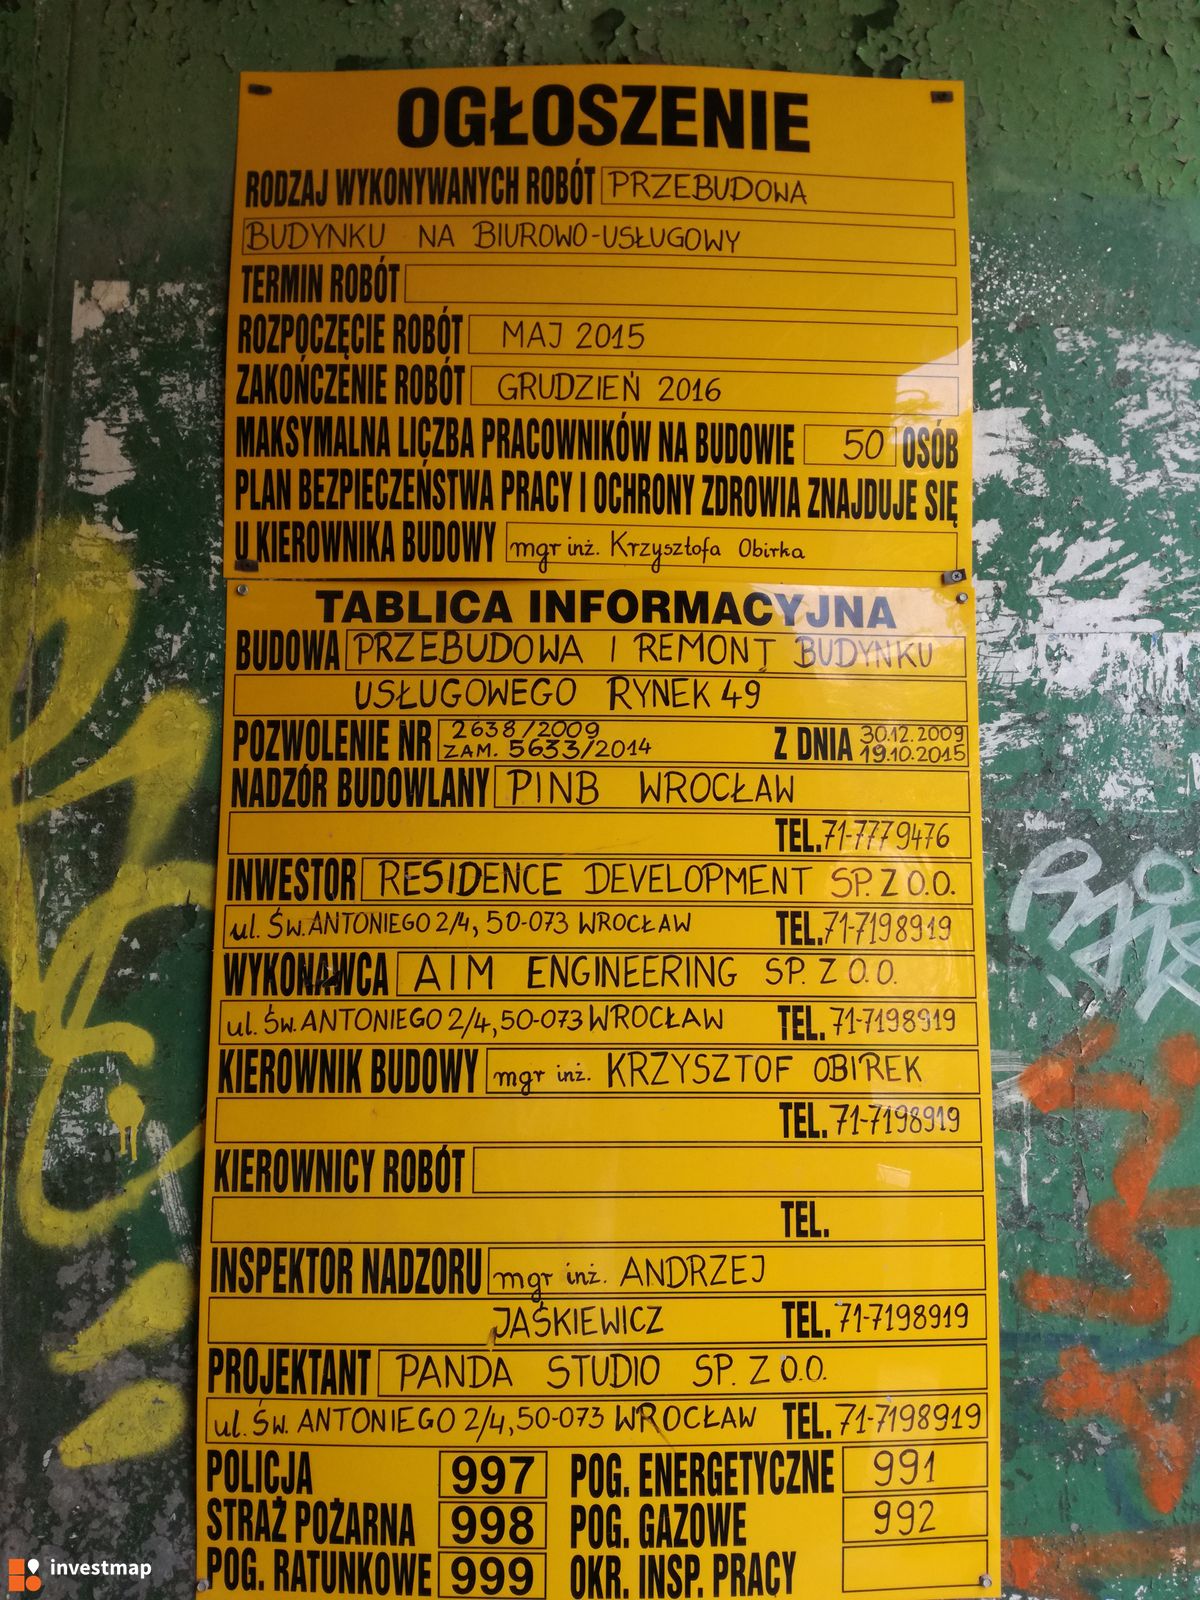 OGŁOSZENIE
RODZAJ WYKONYWANYCH ROBÓT PRZEBUDOWA
BUDYNKU NA BIUROWO-USŁUGOWY
TERMIN ROBÓT
ROZPOCZĘCIE ROBÓT MAJ 2015
ZAKOŃCZENIE ROBÓT GRUDZIEŃ 2016
MAKSYMALNA LICZBA PRACOWNIKÓW NA BUDOWIE 50 OSÓB
PLAN BEZPIECZEŃSTWA PRACY I OCHRONY ZDROWIA ZNAJDUJE SIĘ
U KIEROWNIKA BUDOWY mgr inż. Krzysztofa Obirka
TABLICA INFORMACYJNA
BUDOWA PRZEBUDOWA I REMONT BUDYNKU
USŁUGOWEGO RYNEK 49
POZWOLENIE NR 2638/2009 Z DNIA 30.12.2009
ZAM. 5633/2014 19.10.2015
NADZÓR BUDOWLANY PINB WROCŁAW
TEL. 71-7779476
INWESTOR RESIDENCE DEVELOPMENT SP. Z O.O.
ul. Św. ANTONIEGO 2/4, 50-073 WROCŁAW TEL. 71-7198919
WYKONAWCA AIM ENGINEERING SP. Z O.O.
ul. Św. ANTONIEGO 2/4, 50-073 WROCŁAW TEL. 71-7198919
KIEROWNIK BUDOWY mgr inż. KRZYSZTOF OBIREK
TEL. 71-7198919
KIEROWNICY ROBÓT
TEL.
INSPEKTOR NADZORU mgr inż. ANDRZEJ
JAŚKIEWICZ TEL. 71-7198919
PROJEKTANT PANDA STUDIO SP. Z O.O.
ul. Św. ANTONIEGO 2/4, 50-073 WROCŁAW TEL. 71-7198919
POLICJA 997 POG. ENERGETYCZNE 991
STRAŻ POŻARNA 998 POG. GAZOWE 992
POG. RATUNKOWE 999 OKR. INSP. PRACY
investmap